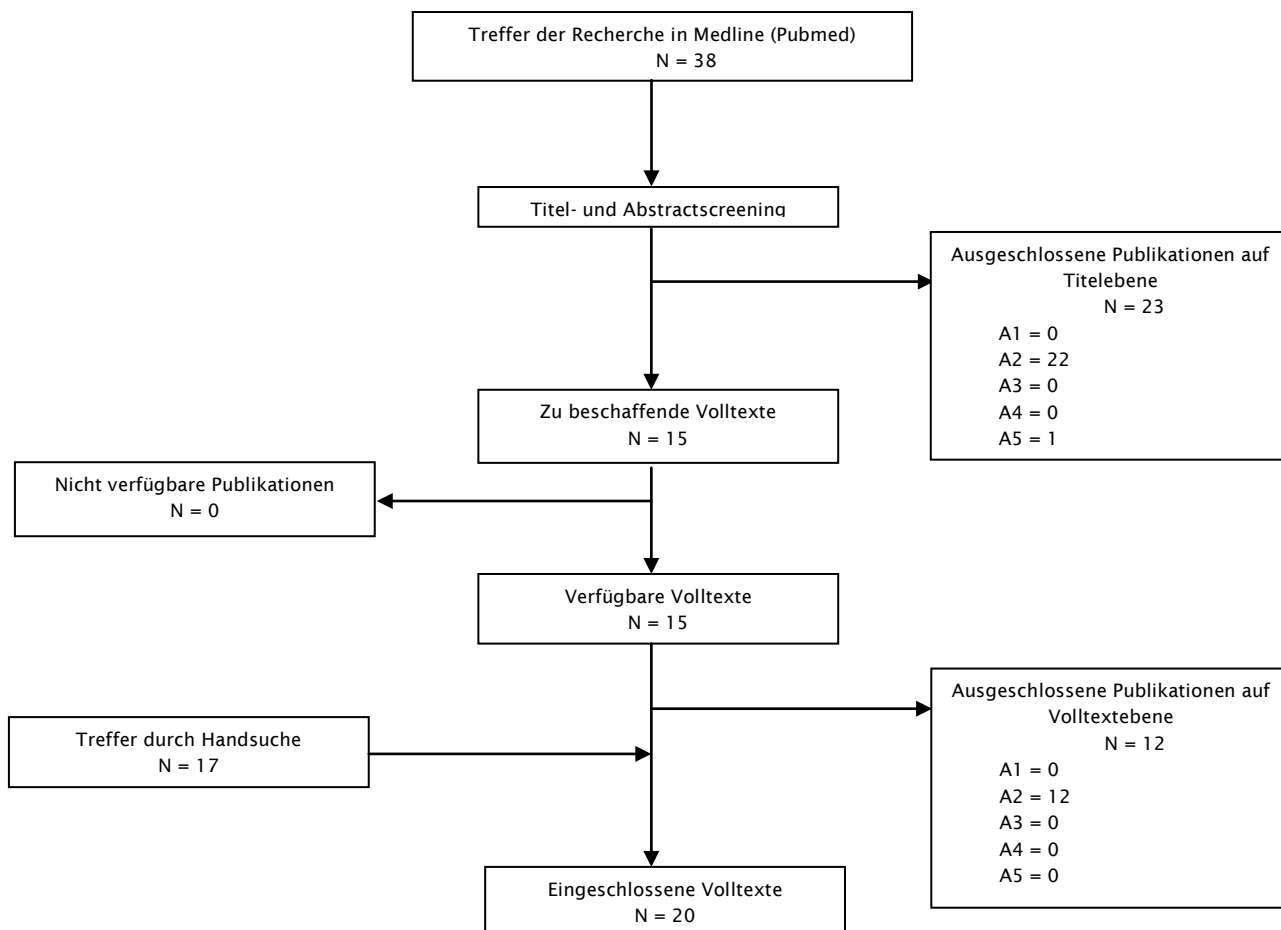 Treffer der Recherche in Medline (Pubmed)
N = 38
Titel- und Abstractscreening
Ausgeschlossene Publikationen auf
Titelebene
N = 23
A1 = 0
A2 = 22
A3 = 0
A4 = 0
A5 = 1
Zu beschaffende Volltexte
N = 15
Nicht verfügbare Publikationen
N = 0
Verfügbare Volltexte
N = 15
Ausgeschlossene Publikationen auf
Volltextebene
N = 12
A1 = 0
A2 = 12
A3 = 0
A4 = 0
A5 = 0
Treffer durch Handsuche
N = 17
Eingeschlossene Volltexte
N = 20